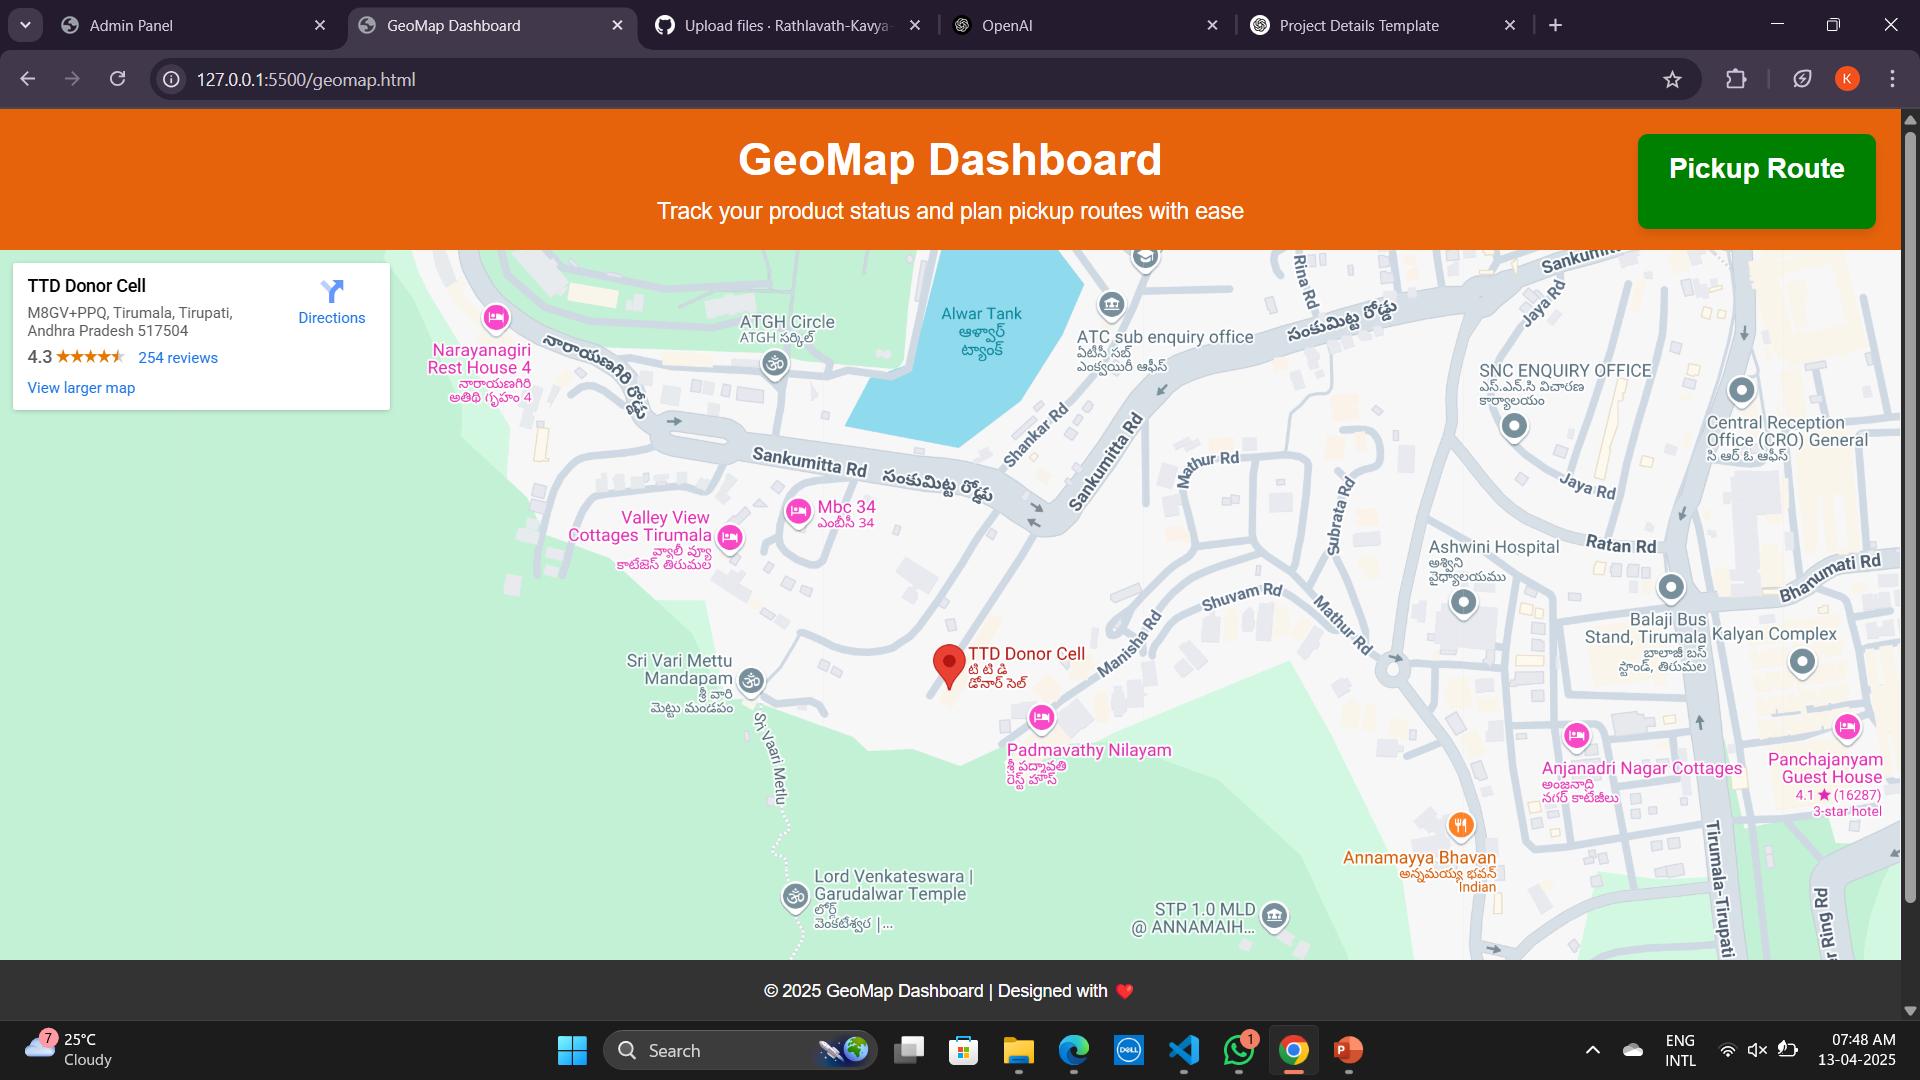 Admin Panel
GeoMap Dashboard
Upload files · Rathlavath-Kavya-
OpenAI
Project Details Template
127.0.0.1:5500/geomap.html
K
GeoMap Dashboard
Track your product status and plan pickup routes with ease
Pickup Route
TTD Donor Cell
M8GV+PPQ, Tirumala, Tirupati,
Andhra Pradesh 517504
Directions
4.3
254 reviews
View larger map
Narayanagiri
Rest House 4
నారాయణగిరి
అతిథి గృహం 4
నారాయణగిరి రోడ్డు
ATGH Circle
ATGH సర్కిల్
Alwar Tank
ఆళ్వార్
ట్యాంక్
ATC sub enquiry office
ఏటీసీ సబ్
ఎంక్వయిరీ ఆఫీస్
Rina Rd
సంకుమిట్ట రోడ్డు
Sankumitta
Jaya Rd
SNC ENQUIRY OFFICE
ఎస్.ఎన్.సి విచారణ
కార్యాలయం
Central Reception
Office (CRO) General
సి ఆర్ ఓ ఆఫీస్
Shankar Rd
Sankumitta Rd
Sankumitta Rd
సంకుమిట్ట రోడ్డు
Mathur Rd
Subrata Rd
Jaya Rd
Ratan Rd
Bhanumati Rd
Mbc 34
ఎంబీసీ 34
Valley View
Cottages Tirumala
వ్యాలీ వ్యూ
కాటేజెస్ తిరుమల
Ashwini Hospital
అశ్విని
వైధ్యాలయము
Shuvam Rd
Mathur Rd
Manisha Rd
Balaji Bus
Stand, Tirumala
బాలాజీ బస్
స్టాండ్, తిరుమల
Kalyan Complex
Sri Vari Mettu
Mandapam
శ్రీ వారి
మెట్టు మండపం
Sri Vaari Metlu
TTD Donor Cell
టి టి డి
డోనార్ సెల్
Padmavathy Nilayam
శ్రీ పద్మావతి
రెస్ట్ హౌస్
Anjanadri Nagar Cottages
అంజనాద్రి
నగర్ కాటేజీలు
Panchajanyam
Guest House
4.1 ★ (16287)
3-star hotel
Annamayya Bhavan
అన్నమయ్య భవన్
Indian
Tirumala-Tirupati
Ring Rd
Lord Venkateswara |
Garudalwar Temple
లోర్డ్
వెంకటేశ్వర |...
STP 1.0 MLD
@ ANNAMAIH...
© 2025 GeoMap Dashboard | Designed with ❤️
7
25°C
Cloudy
Search
DELL
1
P
ENG
INTL
07:48 AM
13-04-2025